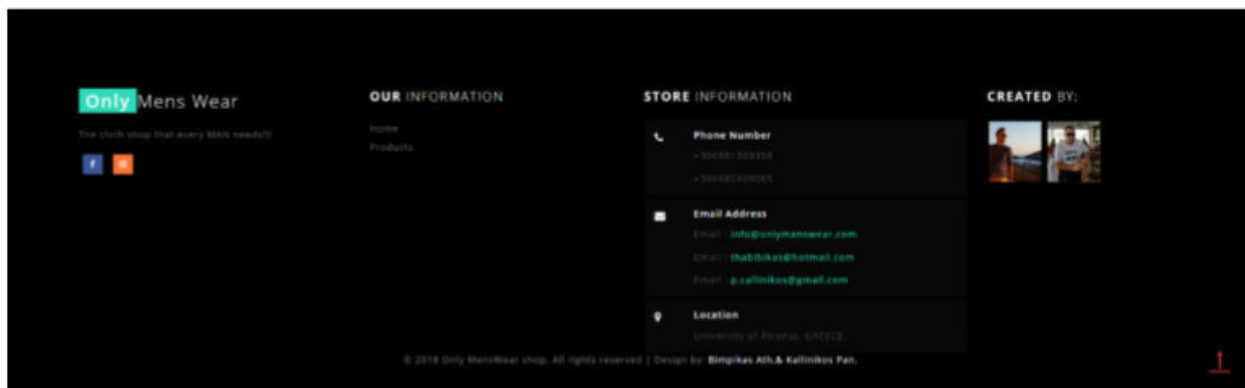 Only Mens Wear
The cloth shop that every MAN needs!!!
OUR INFORMATION
Home
Products
STORE INFORMATION
Phone Number
Email Address
Email : info@onlymanswear.com
Email : thabibikas@hotmail.com
Email : p.callinikos@gmail.com
Location
University of Piraeus, GREECE.
CREATED BY:
© 2018 Only MensWear shop. All rights reserved | Design by: Bimpikas Ath.& Kallinikos Pan.